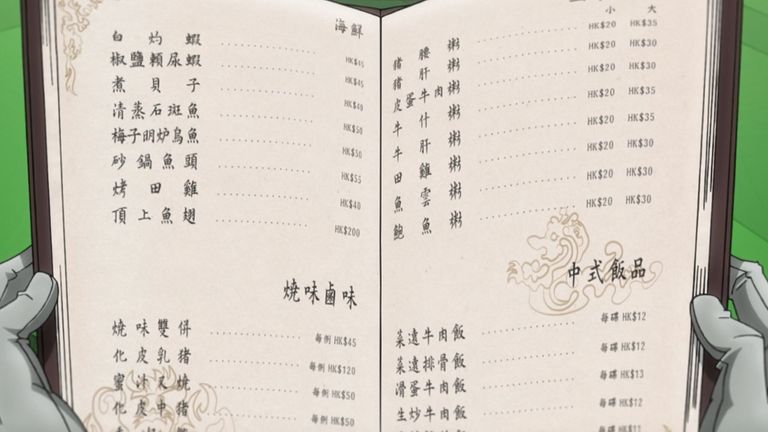 海鮮
白灼蝦 HK$45
椒鹽賴尿蝦 HK$45
煮貝子 HK$40
清蒸石斑魚 HK$50
梅子明炉烏魚 HK$50
砂鍋魚頭 HK$55
烤田雞 HK$40
頂上魚翅 HK$200
燒味鹵味
燒味雙併 每例 HK$45
化皮乳猪 每例 HK$120
蜜汁叉燒 每例 HK$50
化皮中猪 每例 HK$50
小 大
猪腰粥 HK$20 HK$35
猪肝粥 HK$20 HK$30
皮蛋牛肉粥 HK$20 HK$30
牛什粥 HK$20 HK$35
牛肝粥 HK$20 HK$30
田雞粥 HK$20 HK$30
魚雲粥 HK$20 HK$30
鮑魚粥 HK$20 HK$30
中式飯品
菜遠牛肉飯 每碟 HK$12
菜遠排骨飯 每碟 HK$12
滑蛋牛肉飯 每碟 HK$13
生炒牛肉飯 每碟 HK$12